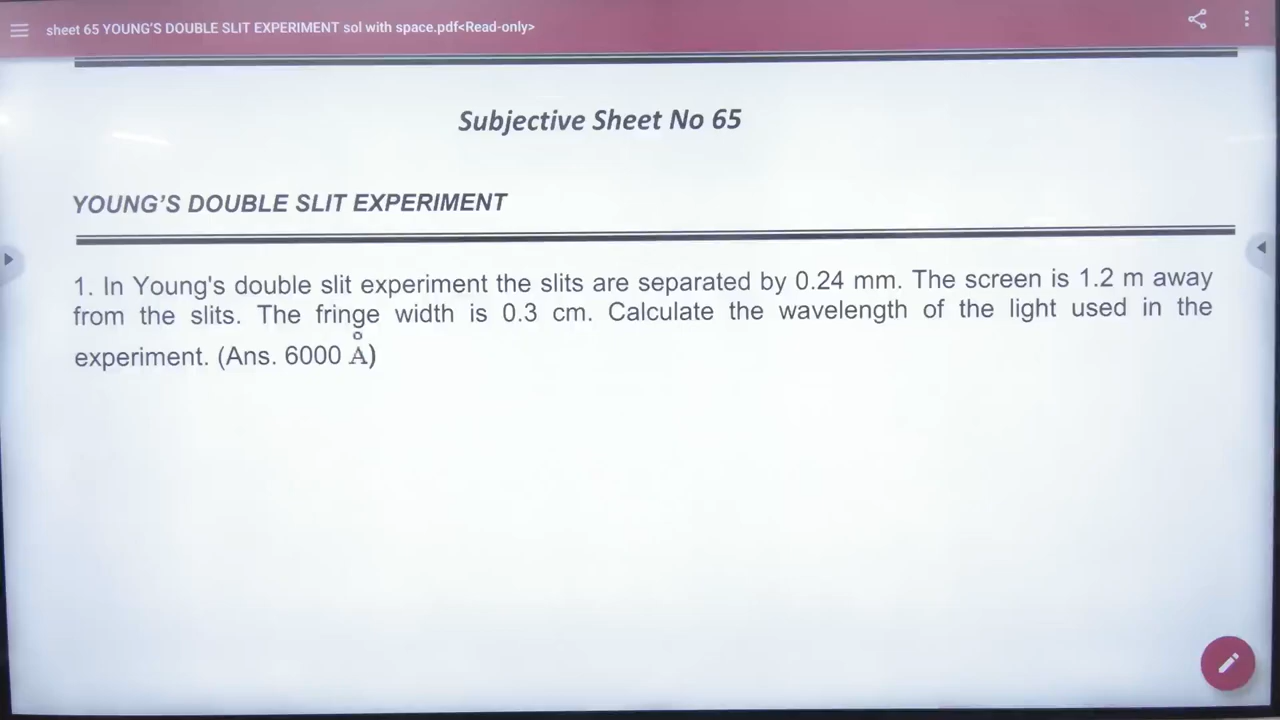 sheet 65 YOUNG'S DOUBLE SLIT EXPERIMENT sol with space.pdf<Read-only>
Subjective Sheet No 65
YOUNG'S DOUBLE SLIT EXPERIMENT
1. In Young's double slit experiment the slits are separated by 0.24 mm. The screen is 1.2 m away
from the slits. The fringe width is 0.3 cm. Calculate the wavelength of the light used in the
experiment. (Ans. 6000 Å)